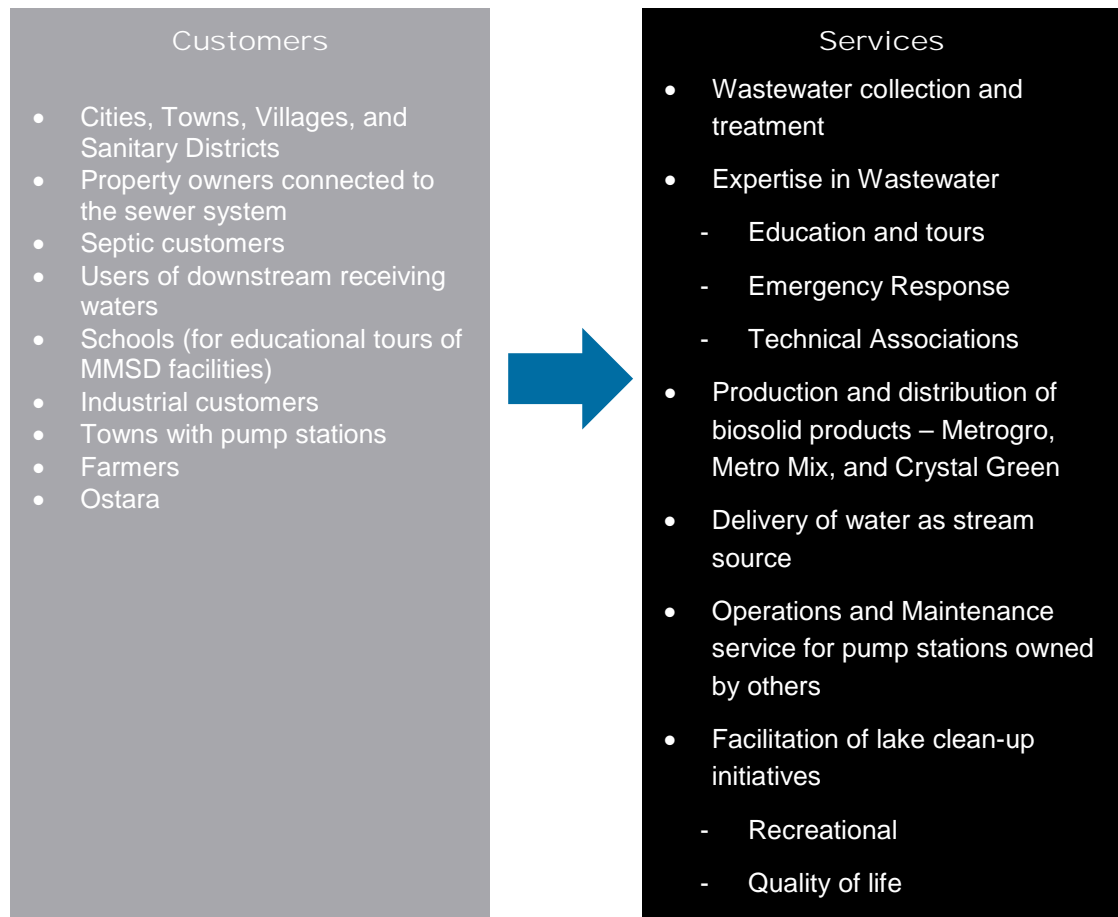 Customers
• Cities, Towns, Villages, and
Sanitary Districts
• Property owners connected to
the sewer system
• Septic customers
• Users of downstream receiving
waters
• Schools (for educational tours of
MMSD facilities)
• Industrial customers
• Towns with pump stations
• Farmers
• Ostara
Services
• Wastewater collection and
treatment
• Expertise in Wastewater
- Education and tours
- Emergency Response
- Technical Associations
• Production and distribution of
biosolid products – Metrogro,
Metro Mix, and Crystal Green
• Delivery of water as stream
source
• Operations and Maintenance
service for pump stations owned
by others
• Facilitation of lake clean-up
initiatives
- Recreational
- Quality of life